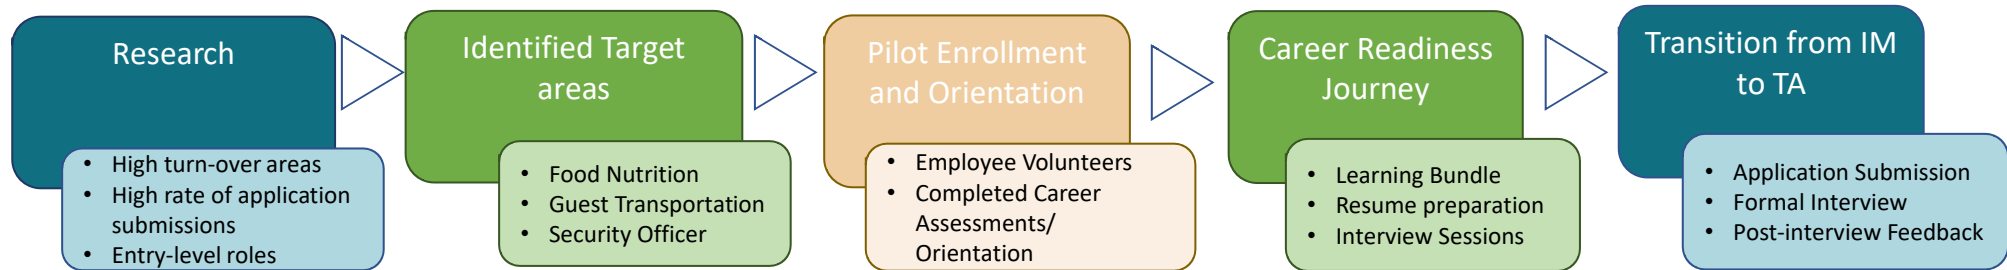 Research
• High turn-over areas
• High rate of application
submissions
• Entry-level roles
Identified Target
areas
• Food Nutrition
• Guest Transportation
• Security Officer
Pilot Enrollment
and Orientation
• Employee Volunteers
• Completed Career
Assessments/
Orientation
Career Readiness
Journey
• Learning Bundle
• Resume preparation
• Interview Sessions
Transition from IM
to TA
• Application Submission
• Formal Interview
• Post-interview Feedback